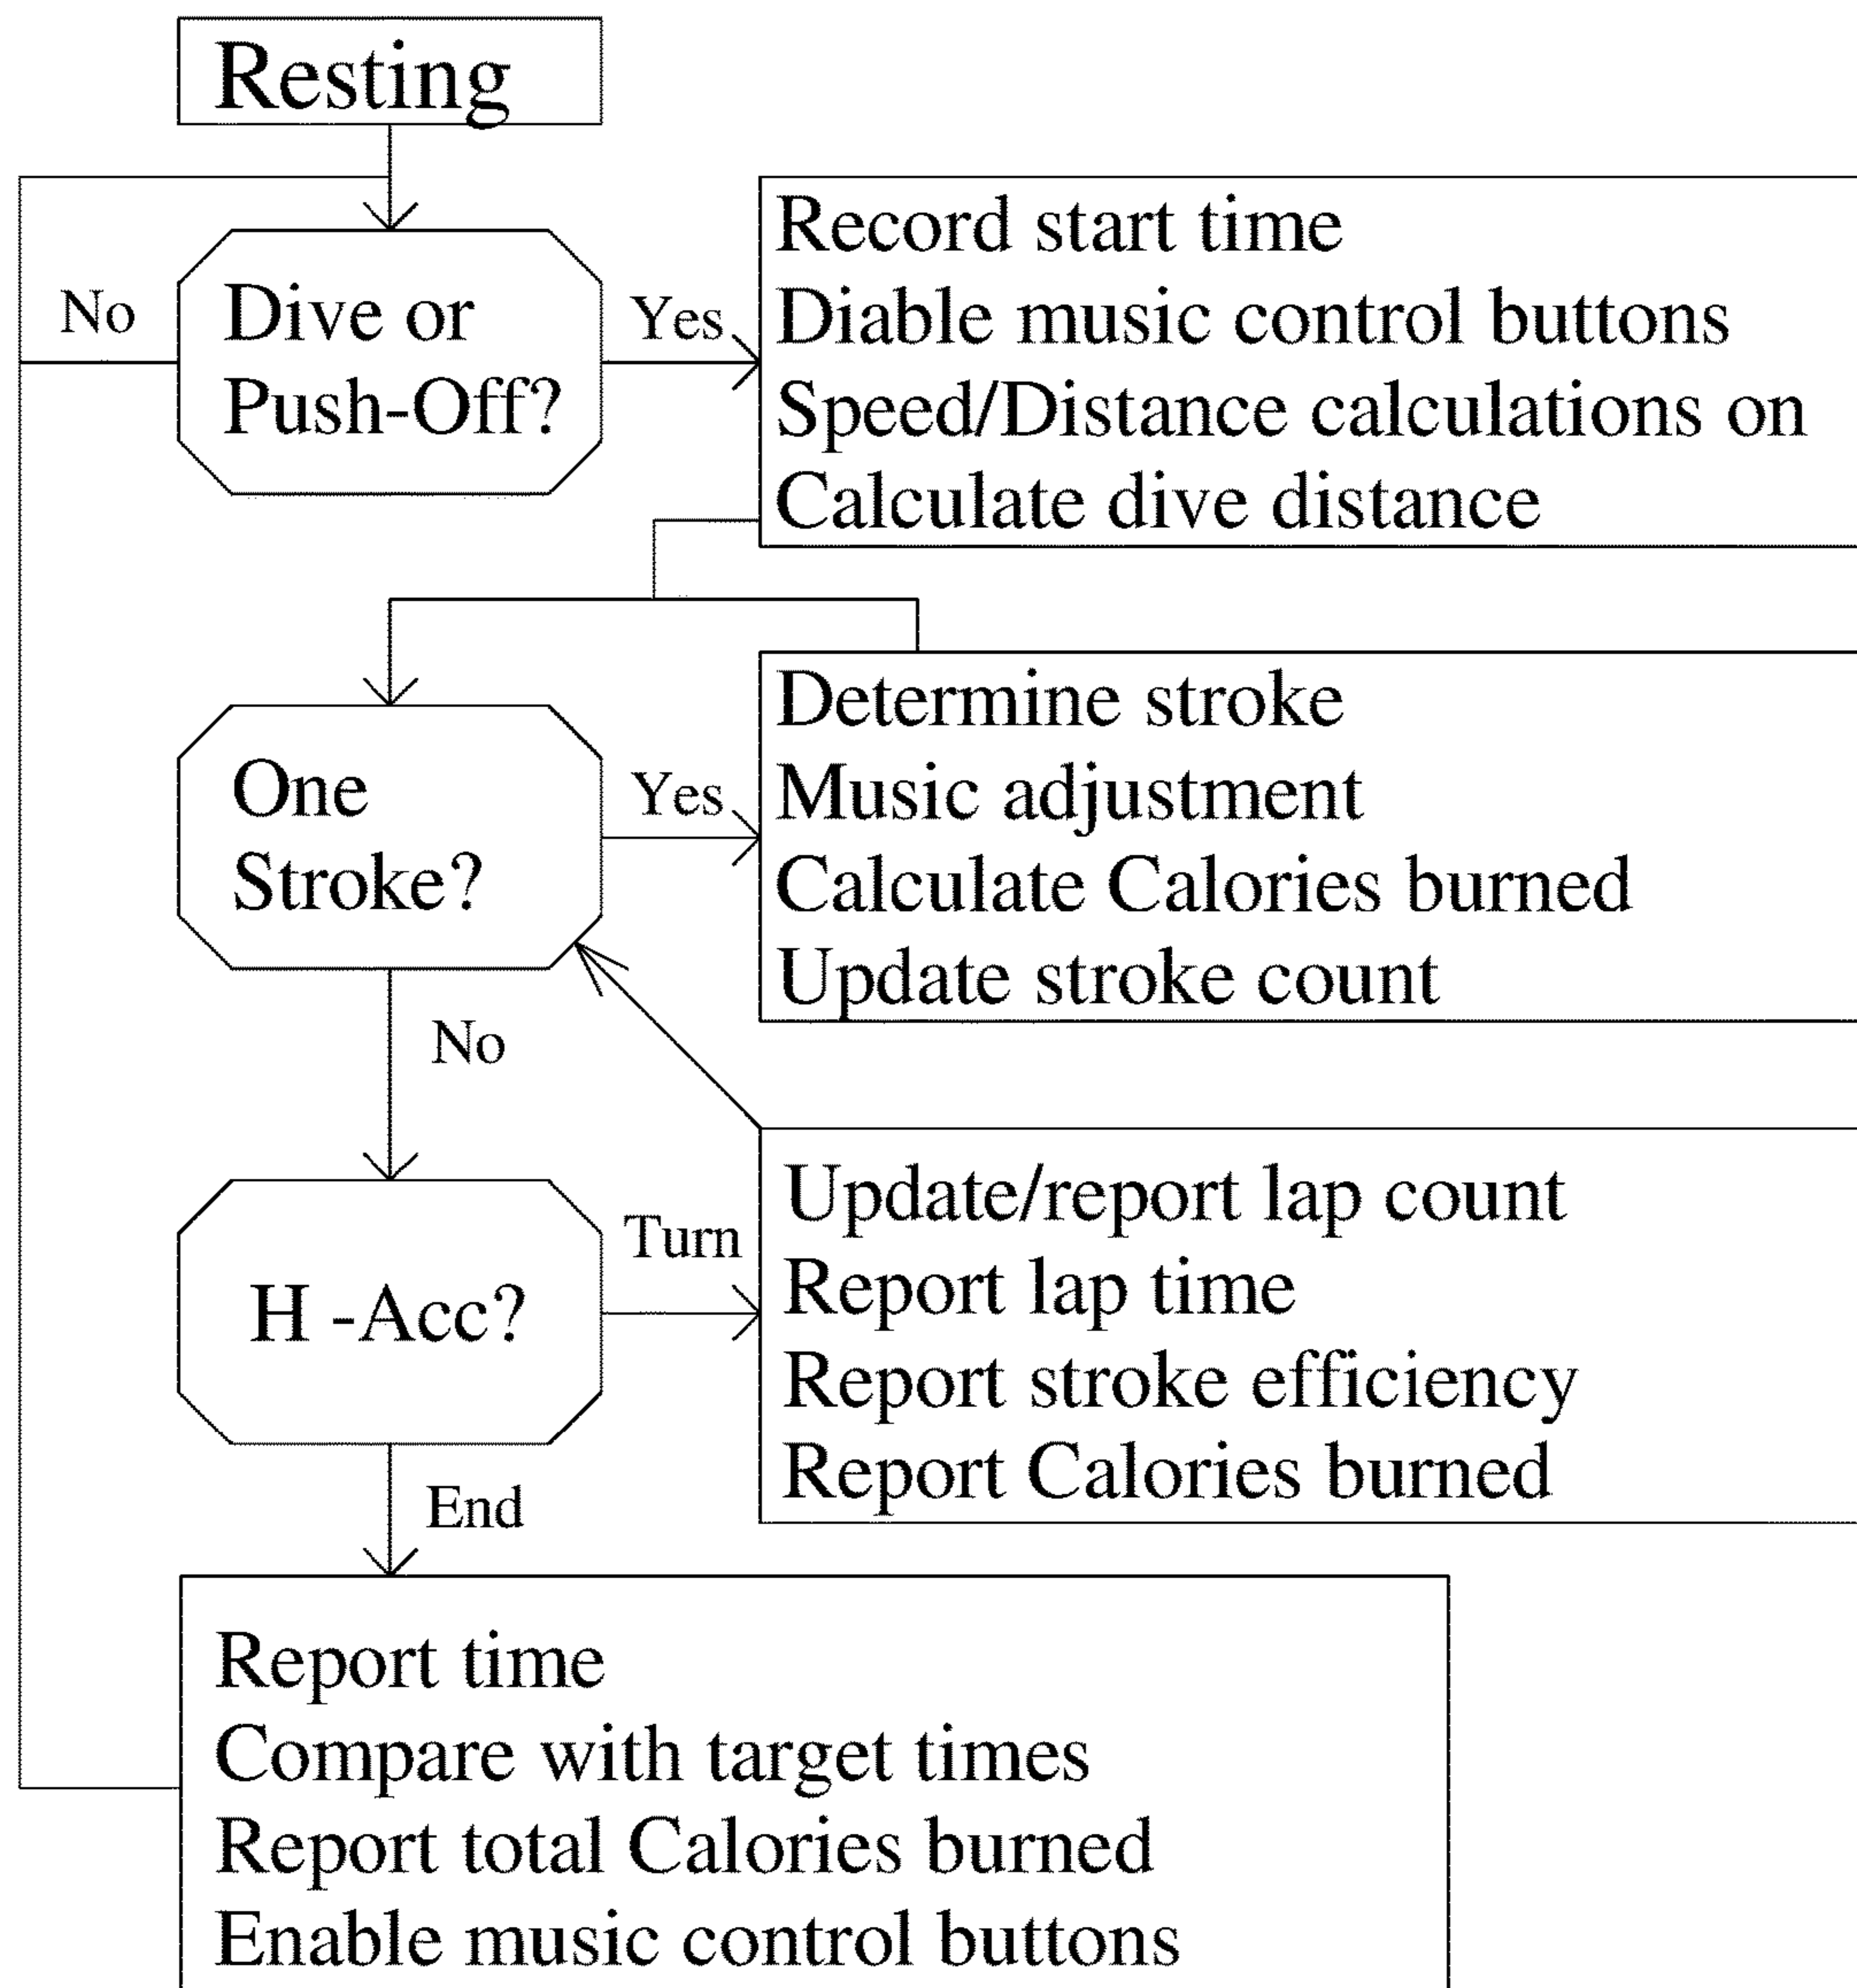 Resting
No
Dive or
Push-Off?
Yes
Record start time
Diable music control buttons
Speed/Distance calculations on
Calculate dive distance
One
Stroke?
Yes
Determine stroke
Music adjustment
Calculate Calories burned
Update stroke count
No
H -Acc?
Turn
Update/report lap count
Report lap time
Report stroke efficiency
Report Calories burned
End
Report time
Compare with target times
Report total Calories burned
Enable music control buttons